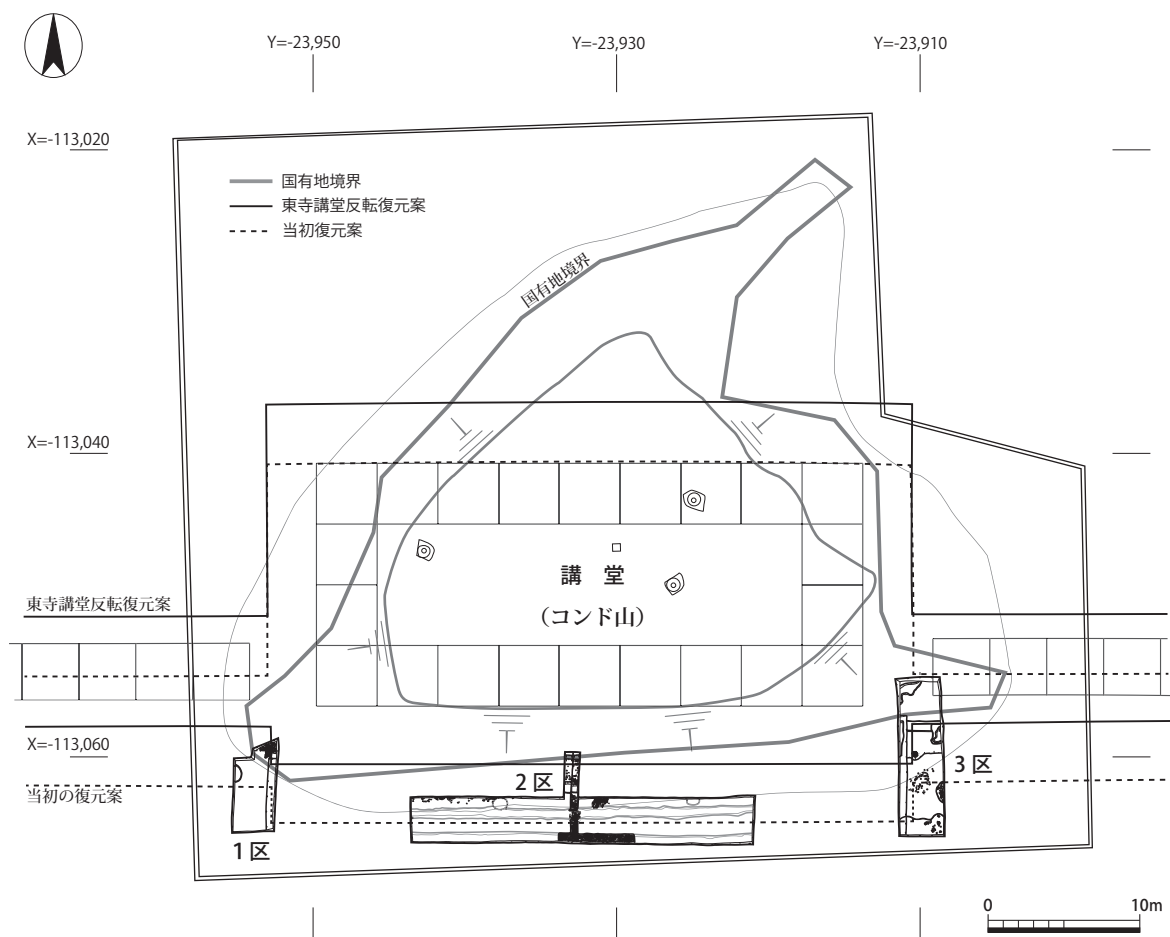 Y=-23,950
Y=-23,930
Y=-23,910
X=-113,020
国有地境界
東寺講堂反転復元案
当初復元案
国有地境界
X=-113,040
講 堂
(コンド山)
東寺講堂反転復元案
X=-113,060
当初の復元案
1区
2区
3区
0
10m